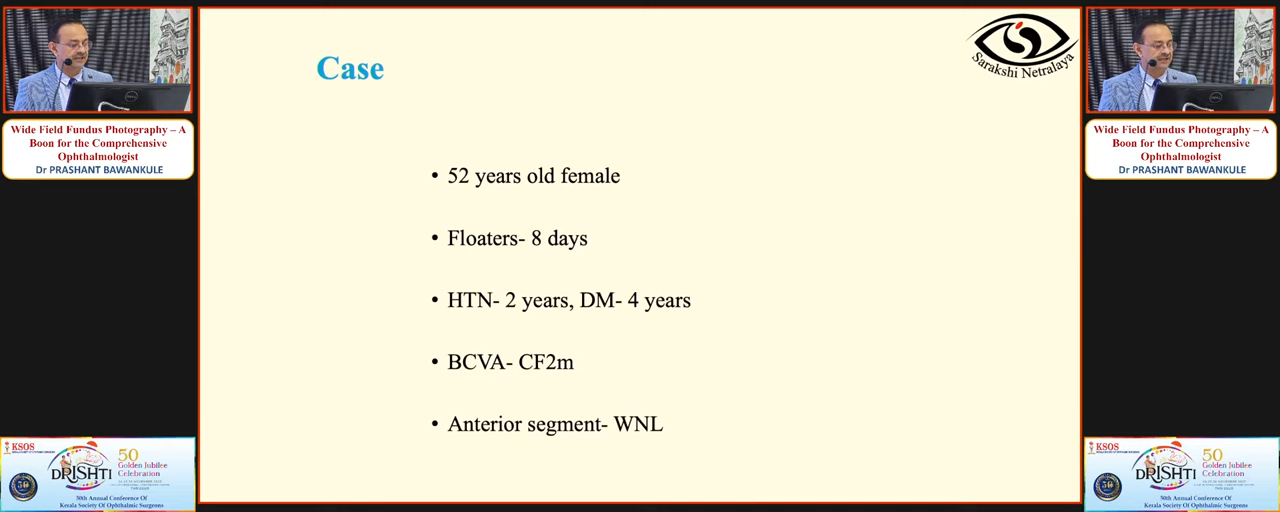 Case
Sarakshi Netralaya
• 52 years old female
• Floaters- 8 days
• HTN- 2 years, DM- 4 years
• BCVA- CF2m
• Anterior segment- WNL
Wide Field Fundus Photography – A
Boon for the Comprehensive
Ophthalmologist
Dr PRASHANT BAWANKULE
KSOS
DRISHTI
50
Golden Jubilee
Celebration
50th Annual Conference Of
Kerala Society Of Ophthalmic Surgeons
Wide Field Fundus Photography – A
Boon for the Comprehensive
Ophthalmologist
Dr PRASHANT BAWANKULE
KSOS
DRISHTI
50
Golden Jubilee
Celebration
50th Annual Conference Of
Kerala Society Of Ophthalmic Surgeons